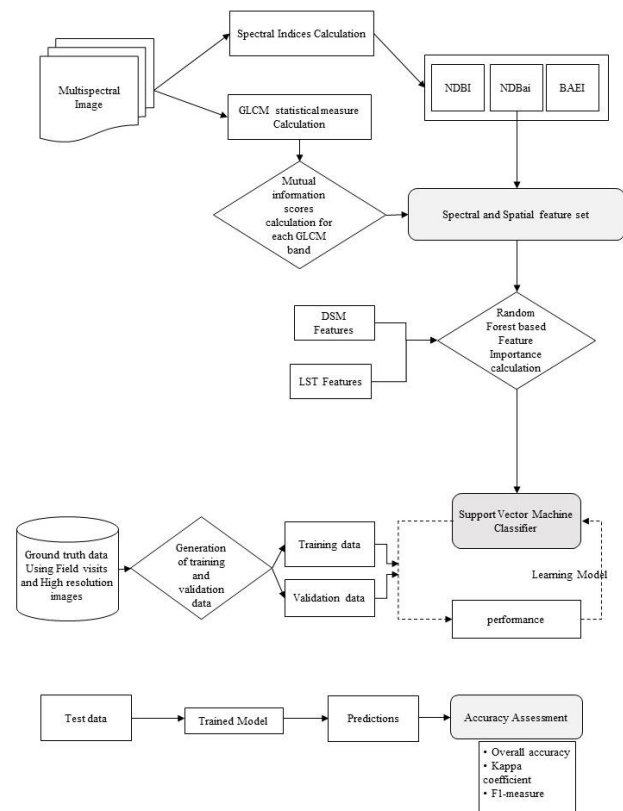 Spectral Indices Calculation
Multispectral
Image
NDBI
NDBai
BAEI
GLCM statistical measure
Calculation
Mutual
information
scores
calculation for
each GLCM
band
Spectral and Spatial feature set
DSM
Features
LST Features
Random
Forest based
Feature
Importance
calculation
Support Vector Machine
Classifier
Ground truth data
Using Field visits
and High resolution
images
Generation
of training
and
validation
data
Training data
Validation data
Learning Model
performance
Test data
Trained Model
Predictions
Accuracy Assessment
• Overall accuracy
• Kappa
coefficient
• F1-measure